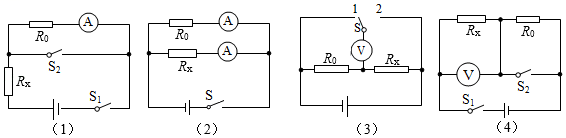 R₀ A
S₂
Rₓ
S₁
(1)
R₀ A
Rₓ A
S
(2)
1 2
S
V
R₀ Rₓ
(3)
Rₓ R₀
V
S₂
S₁
(4)